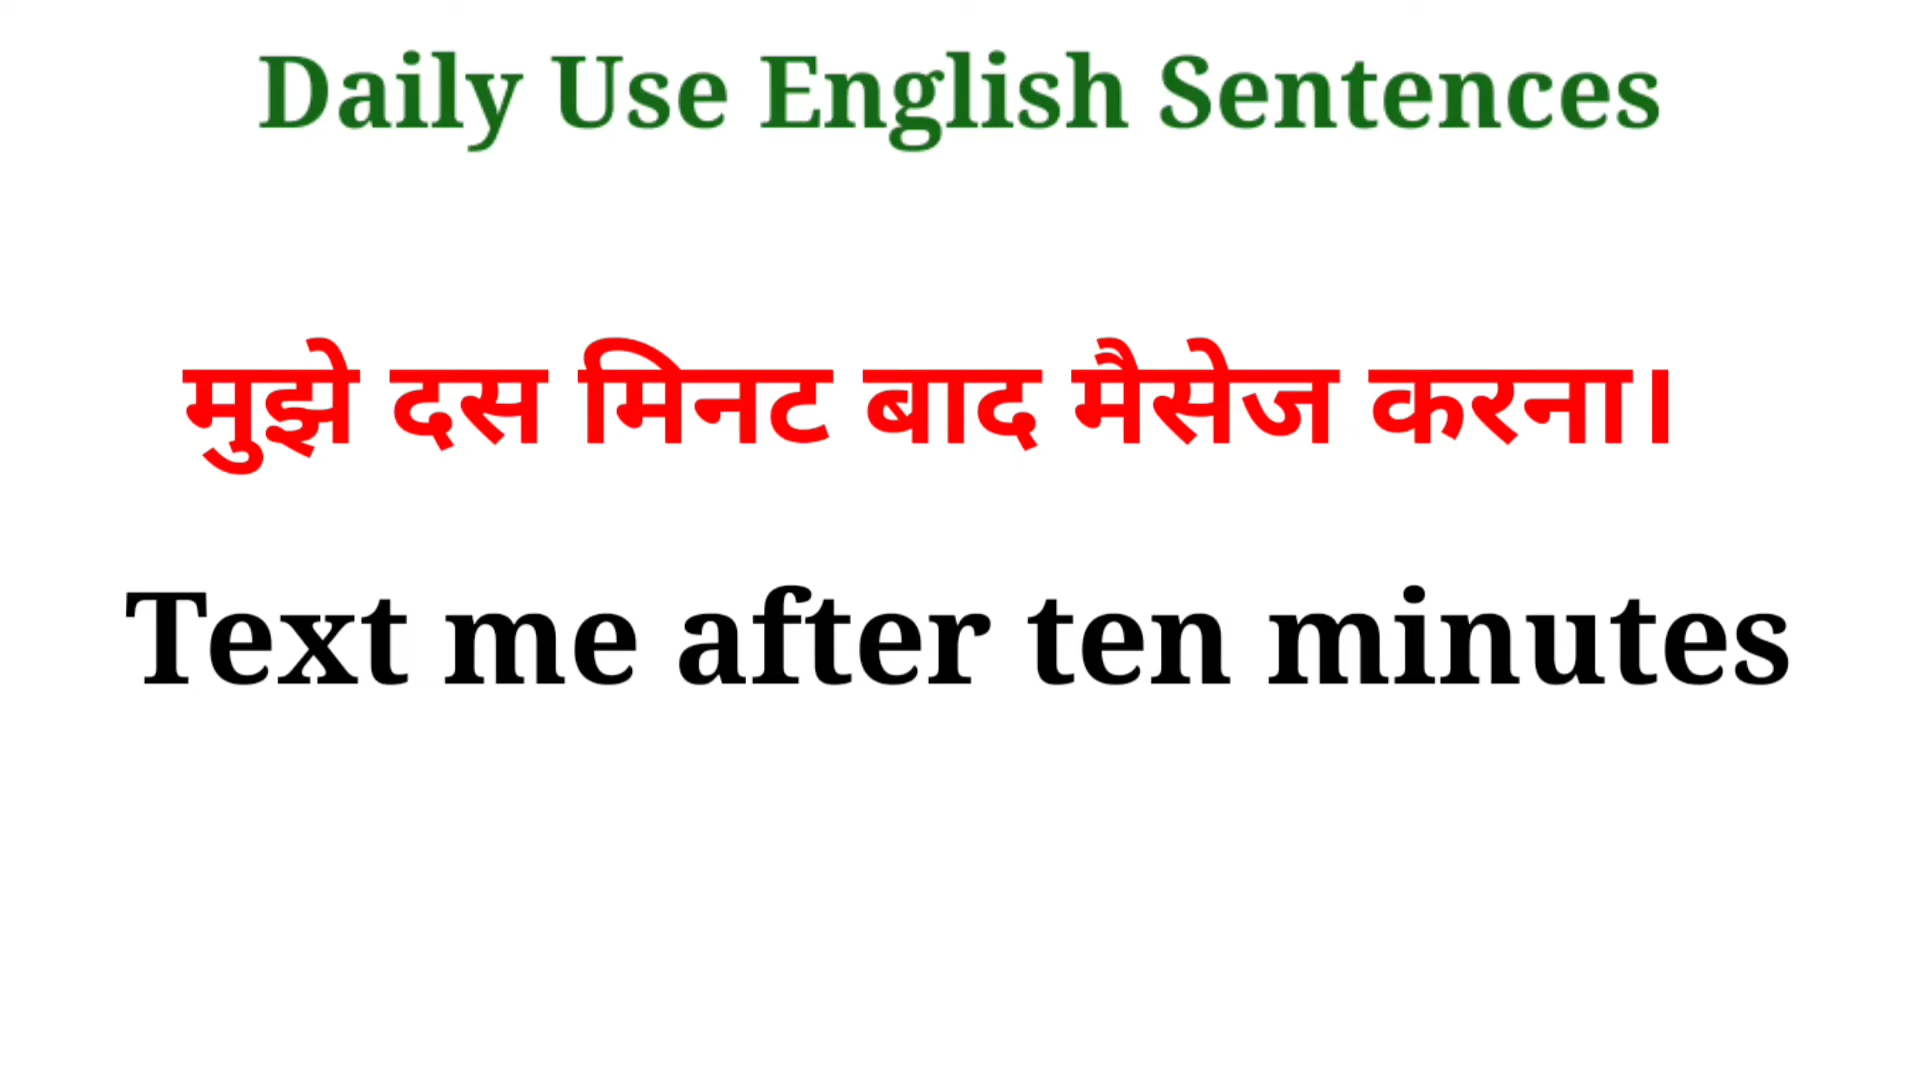 Daily Use English Sentences
मुझे दस मिनट बाद मैसेज करना।
Text me after ten minutes